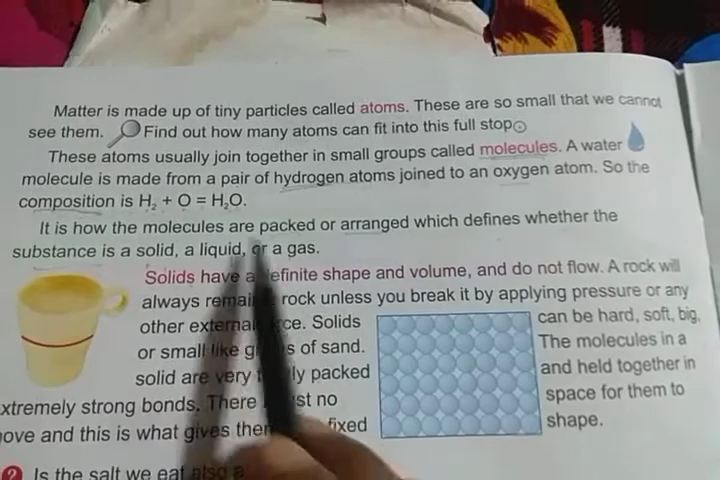 Matter is made up of tiny particles called atoms. These are so small that we cannot
see them. Find out how many atoms can fit into this full stop
These atoms usually join together in small groups called molecules. A water
molecule is made from a pair of hydrogen atoms joined to an oxygen atom. So the
composition is H₂ + O = H₂O.
It is how the molecules are packed or arranged which defines whether the
substance is a solid, a liquid, or a gas.
Solids have a definite shape and volume, and do not flow. A rock will
always remain rock unless you break it by applying pressure or any
other external force. Solids can be hard, soft, big,
or small like of sand. The molecules in a
solid are very packed and held together in
extremely strong bonds. There no space for them to
move and this is what gives fixed shape.
? Is the salt we eat also a